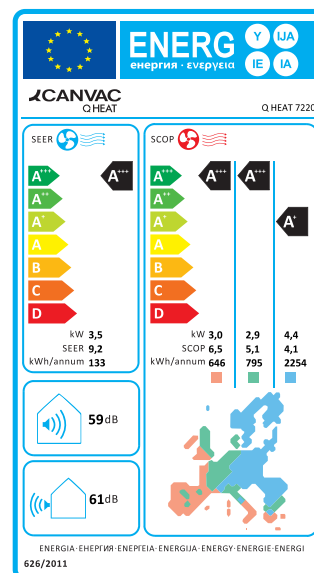 ENERG Y IJA
енергия · ενεργεια IE IA
CANVAC
Q HEAT Q HEAT 7220
SEER SCOP
A+++ A+++ A+++ A+++ A+++
A++ A++
A+ A+ A+
A A
B B
C C
D D
kW 3,5 kW 3,0 2,9 4,4
SEER 9,2 SCOP 6,5 5,1 4,1
kWh/annum 133 kWh/annum 646 795 2254
59dB
61dB
ENERGIA · ЕНЕРГИЯ · ΕΝΕΡΓΕΙΑ · ENERGIJA · ENERGY · ENERGIE · ENERGI
626/2011